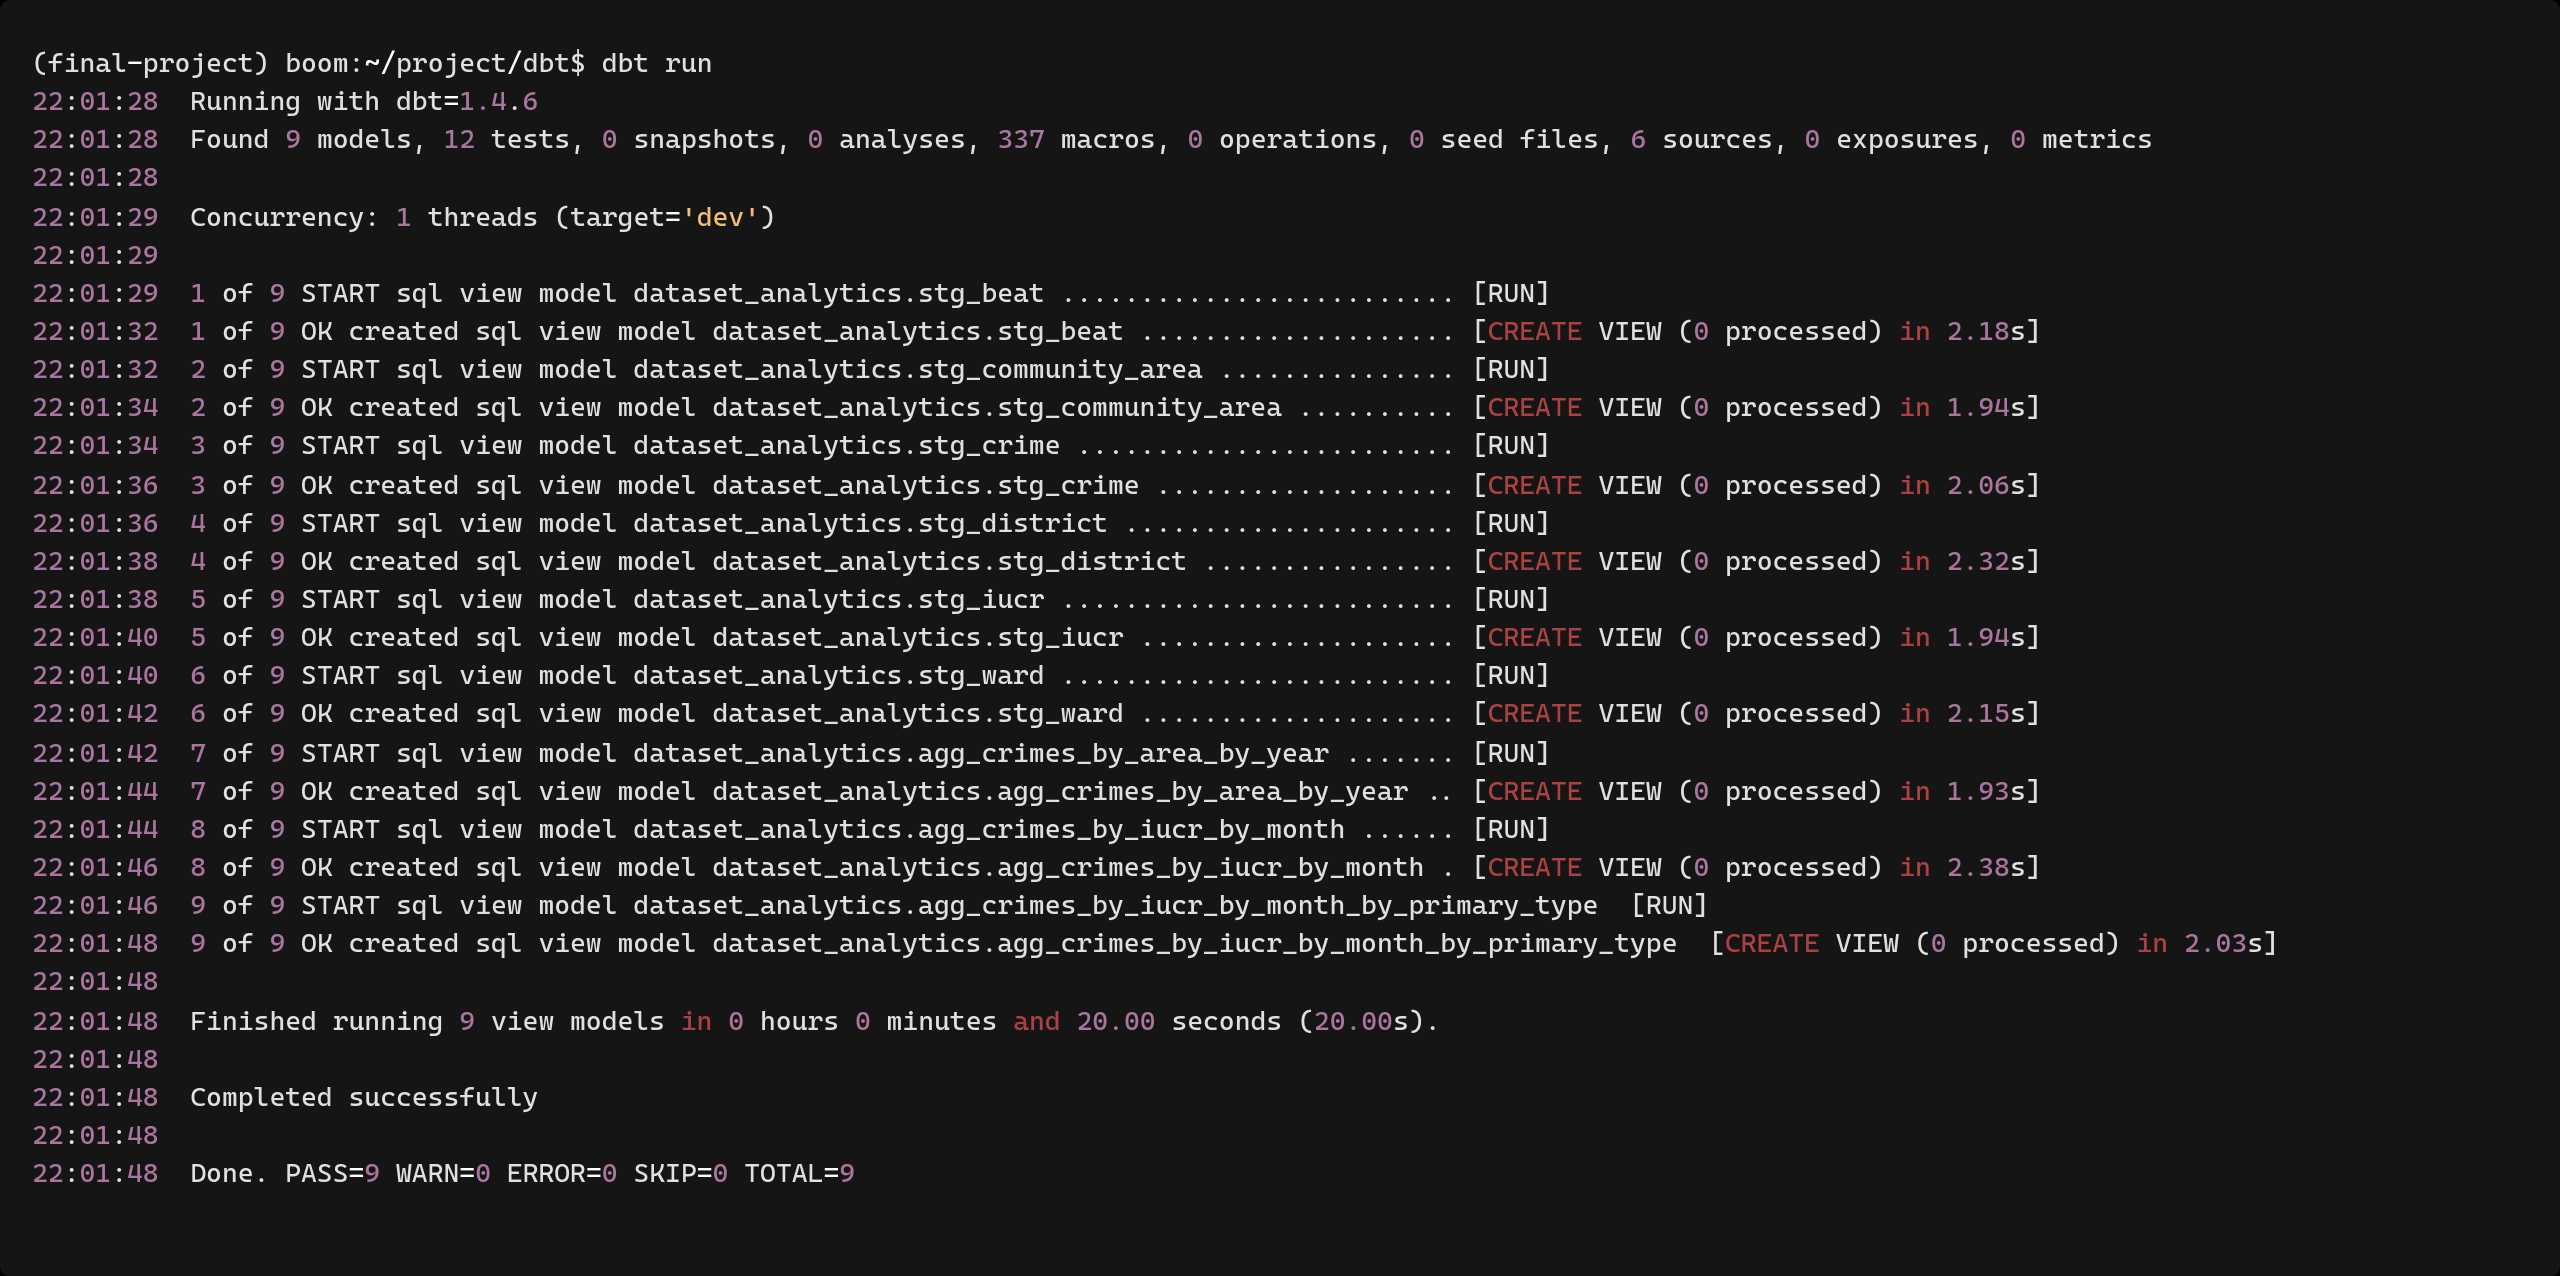 (final-project) boom:~/project/dbt$ dbt run
22:01:28  Running with dbt=1.4.6
22:01:28  Found 9 models, 12 tests, 0 snapshots, 0 analyses, 337 macros, 0 operations, 0 seed files, 6 sources, 0 exposures, 0 metrics
22:01:28
22:01:29  Concurrency: 1 threads (target='dev')
22:01:29
22:01:29  1 of 9 START sql view model dataset_analytics.stg_beat ......................... [RUN]
22:01:32  1 of 9 OK created sql view model dataset_analytics.stg_beat .................... [CREATE VIEW (0 processed) in 2.18s]
22:01:32  2 of 9 START sql view model dataset_analytics.stg_community_area ............... [RUN]
22:01:34  2 of 9 OK created sql view model dataset_analytics.stg_community_area .......... [CREATE VIEW (0 processed) in 1.94s]
22:01:34  3 of 9 START sql view model dataset_analytics.stg_crime ........................ [RUN]
22:01:36  3 of 9 OK created sql view model dataset_analytics.stg_crime ................... [CREATE VIEW (0 processed) in 2.06s]
22:01:36  4 of 9 START sql view model dataset_analytics.stg_district ..................... [RUN]
22:01:38  4 of 9 OK created sql view model dataset_analytics.stg_district ................ [CREATE VIEW (0 processed) in 2.32s]
22:01:38  5 of 9 START sql view model dataset_analytics.stg_iucr ......................... [RUN]
22:01:40  5 of 9 OK created sql view model dataset_analytics.stg_iucr .................... [CREATE VIEW (0 processed) in 1.94s]
22:01:40  6 of 9 START sql view model dataset_analytics.stg_ward ......................... [RUN]
22:01:42  6 of 9 OK created sql view model dataset_analytics.stg_ward .................... [CREATE VIEW (0 processed) in 2.15s]
22:01:42  7 of 9 START sql view model dataset_analytics.agg_crimes_by_area_by_year ....... [RUN]
22:01:44  7 of 9 OK created sql view model dataset_analytics.agg_crimes_by_area_by_year .. [CREATE VIEW (0 processed) in 1.93s]
22:01:44  8 of 9 START sql view model dataset_analytics.agg_crimes_by_iucr_by_month ...... [RUN]
22:01:46  8 of 9 OK created sql view model dataset_analytics.agg_crimes_by_iucr_by_month . [CREATE VIEW (0 processed) in 2.38s]
22:01:46  9 of 9 START sql view model dataset_analytics.agg_crimes_by_iucr_by_month_by_primary_type  [RUN]
22:01:48  9 of 9 OK created sql view model dataset_analytics.agg_crimes_by_iucr_by_month_by_primary_type  [CREATE VIEW (0 processed) in 2.03s]
22:01:48
22:01:48  Finished running 9 view models in 0 hours 0 minutes and 20.00 seconds (20.00s).
22:01:48
22:01:48  Completed successfully
22:01:48
22:01:48  Done. PASS=9 WARN=0 ERROR=0 SKIP=0 TOTAL=9